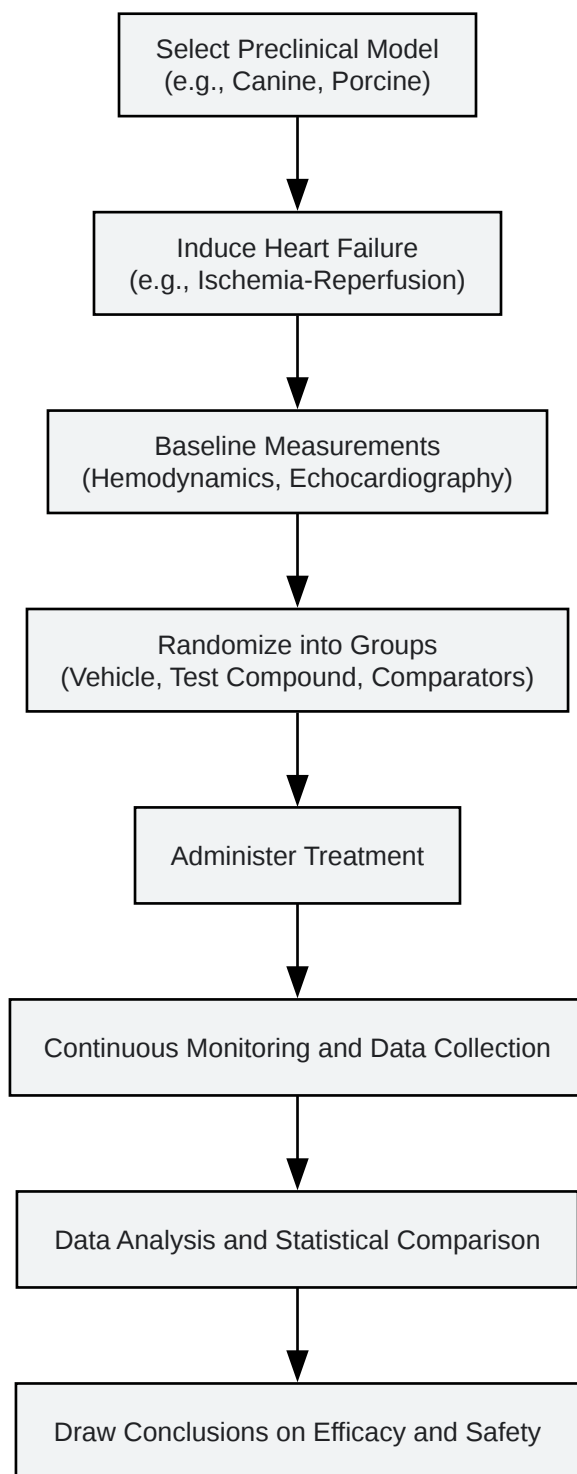 Select Preclinical Model
(e.g., Canine, Porcine)
Induce Heart Failure
(e.g., Ischemia-Reperfusion)
Baseline Measurements
(Hemodynamics, Echocardiography)
Randomize into Groups
(Vehicle, Test Compound, Comparators)
Administer Treatment
Continuous Monitoring and Data Collection
Data Analysis and Statistical Comparison
Draw Conclusions on Efficacy and Safety